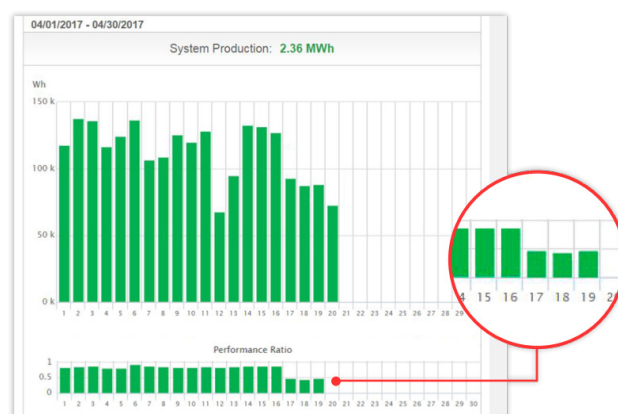 04/01/2017 - 04/30/2017
System Production: 2.36 MWh
Wh
150 k
100 k
50 k
0 k
1 2 3 4 5 6 7 8 9 10 11 12 13 14 15 16 17 18 19 20 21 22 23 24 25 26 27 28 29
4 15 16 17 18 19 2
Performance Ratio
1
0.5
0
1 2 3 4 5 6 7 8 9 10 11 12 13 14 15 16 17 18 19 20 21 22 23 24 25 26 27 28 29 30